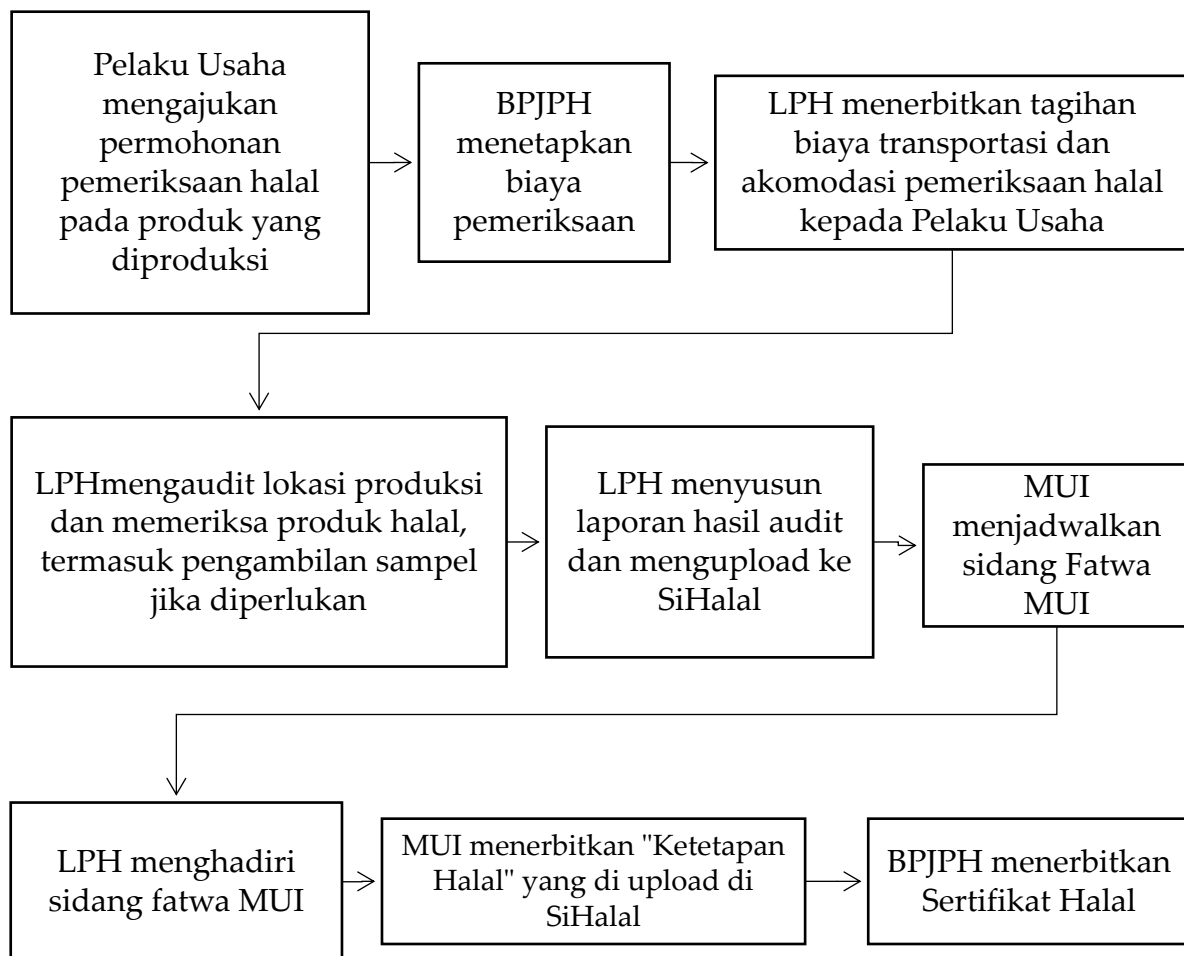 Pelaku Usaha
mengajukan
permohonan
pemeriksaan halal
pada produk yang
diproduksi
BPJPH
menetapkan
biaya
pemeriksaan
LPH menerbitkan tagihan
biaya transportasi dan
akomodasi pemeriksaan halal
kepada Pelaku Usaha
LPHmengaudit lokasi produksi
dan memeriksa produk halal,
termasuk pengambilan sampel
jika diperlukan
LPH menyusun
laporan hasil audit
dan mengupload ke
SiHalal
MUI
menjadwalkan
sidang Fatwa
MUI
LPH menghadiri
sidang fatwa MUI
MUI menerbitkan "Ketetapan
Halal" yang di upload di
SiHalal
BPJPH menerbitkan
Sertifikat Halal